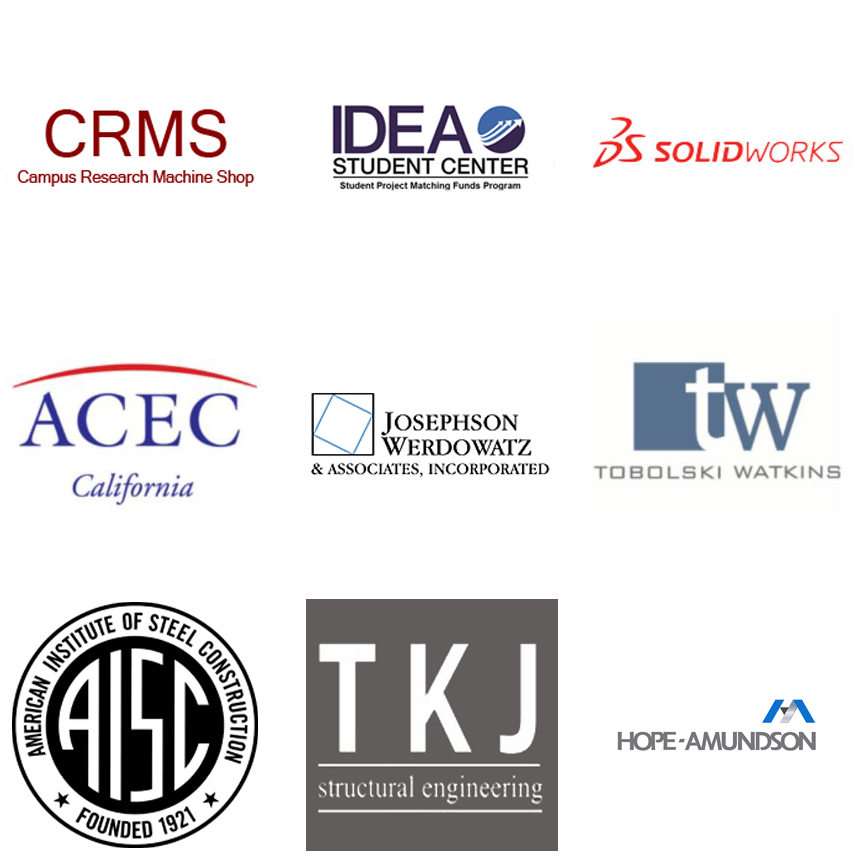 CRMS
Campus Research Machine Shop
IDEA
STUDENT CENTER
Student Project Matching Funds Program
3DS SOLIDWORKS
ACEC
California
JOSEPHSON
WERDOWATZ
& ASSOCIATES, INCORPORATED
tw
TOBOLSKI WATKINS
AMERICAN INSTITUTE OF STEEL CONSTRUCTION
AISC
FOUNDED 1921
TKJ
structural engineering
HOPE-AMUNDSON